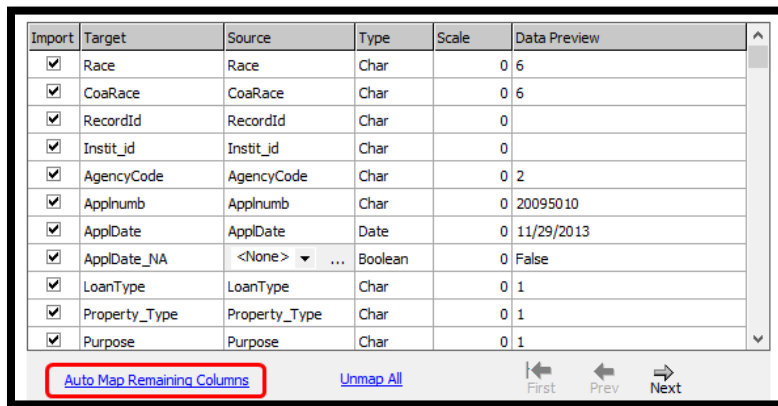 Import Target Source Type Scale Data Preview
Race Race Char 0 6
CoaRace CoaRace Char 0 6
RecordId RecordId Char 0
Instit_id Instit_id Char 0
AgencyCode AgencyCode Char 0 2
Applnumb Applnumb Char 0 20095010
ApplDate ApplDate Date 0 11/29/2013
ApplDate_NA <None> ... Boolean 0 False
LoanType LoanType Char 0 1
Property_Type Property_Type Char 0 1
Purpose Purpose Char 0 1
Auto Map Remaining Columns Unmap All First Prev Next